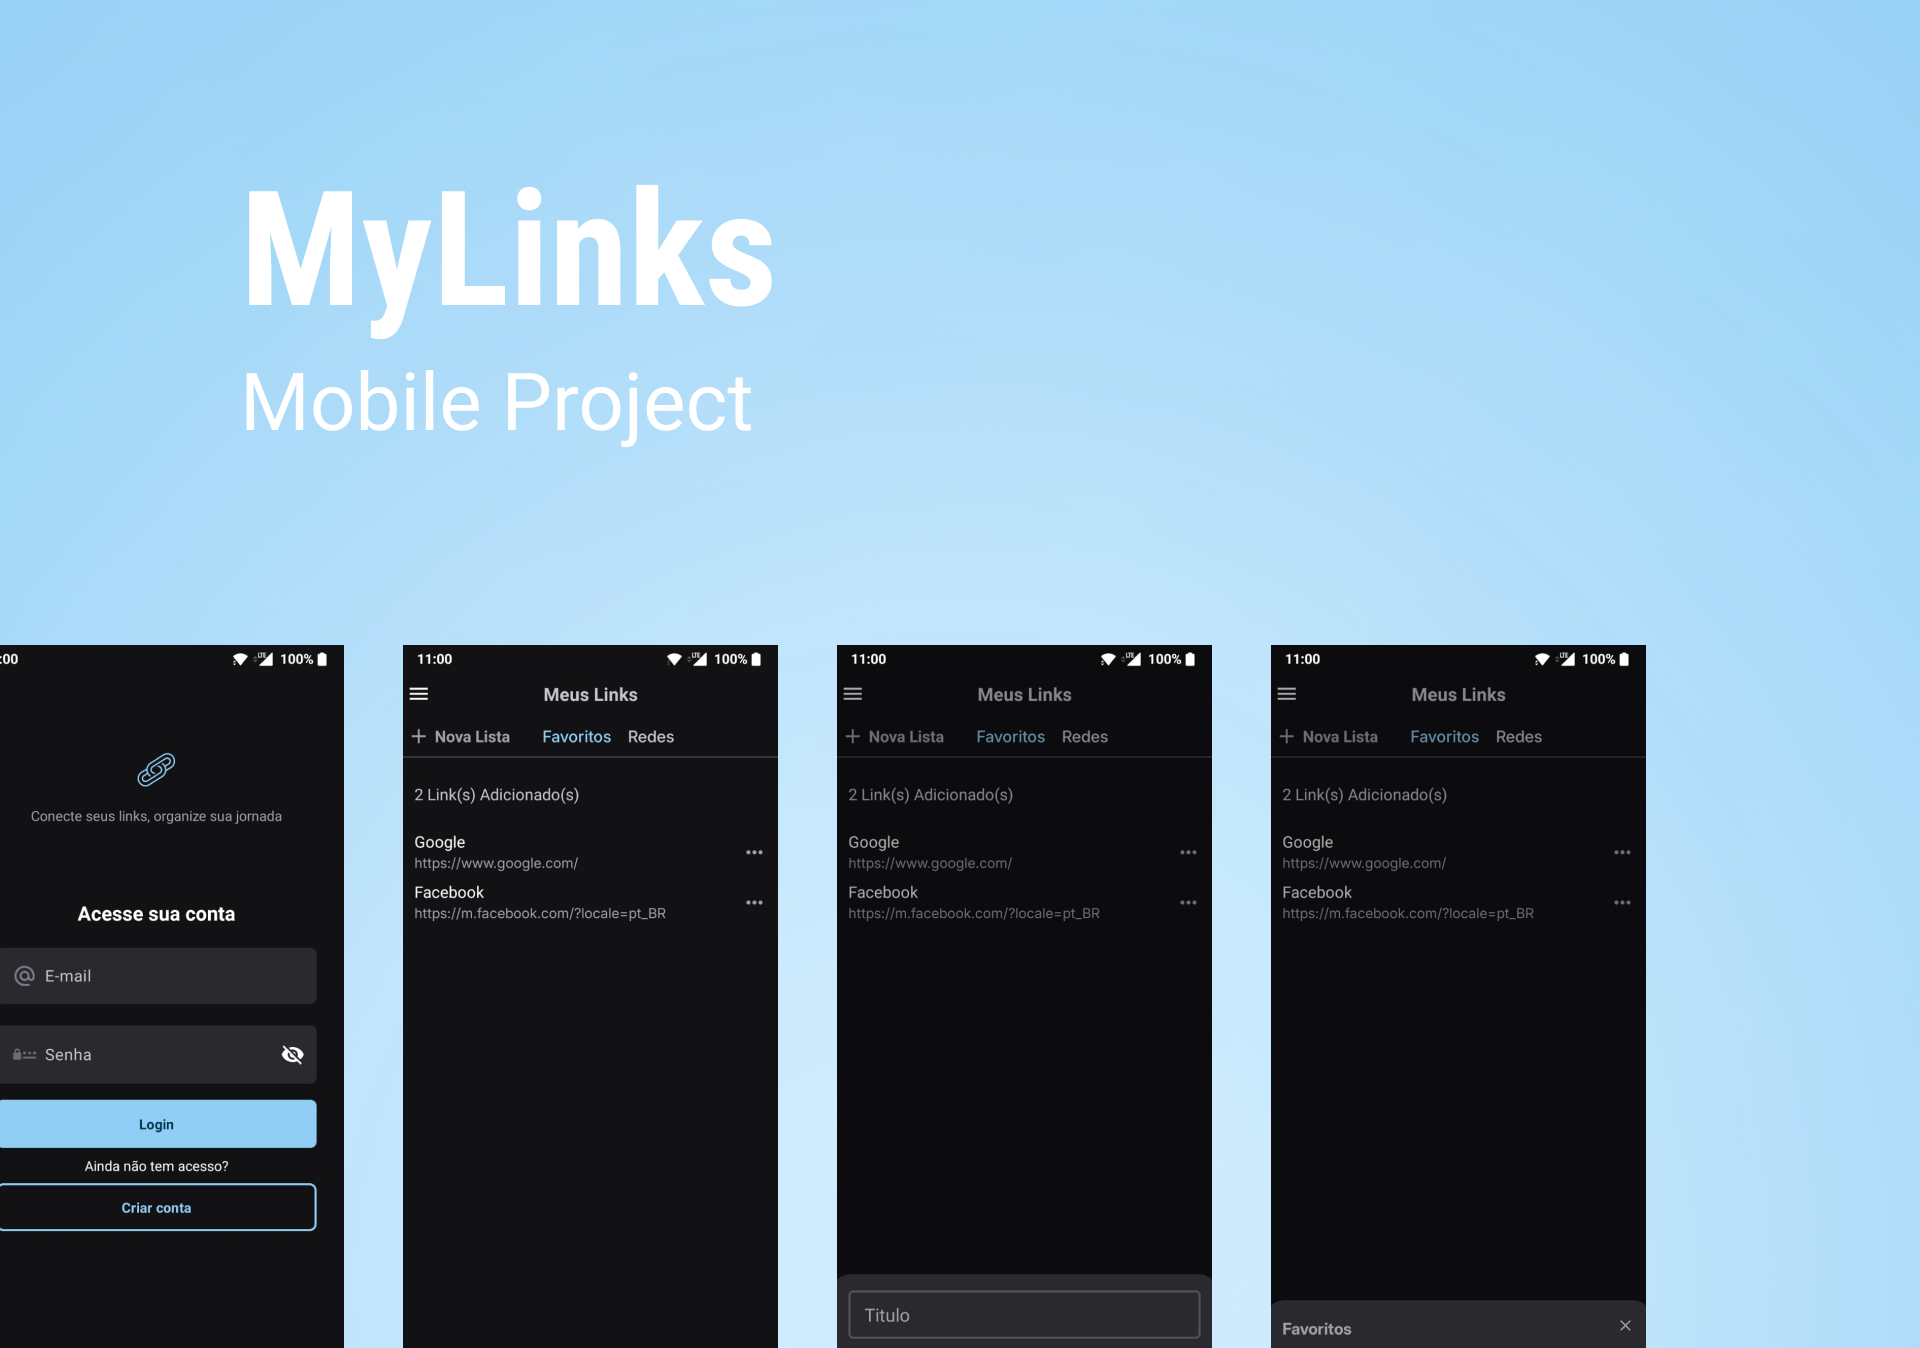 MyLinks
Mobile Project
:00 100%
Conecte seus links, organize sua jornada
Acesse sua conta
E-mail
Senha
Login
Ainda não tem acesso?
Criar conta
11:00 LTE 100%
Meus Links
Nova Lista Favoritos Redes
2 Link(s) Adicionado(s)
Google
https://www.google.com/
Facebook
https://m.facebook.com/?locale=pt_BR
11:00 LTE 100%
Meus Links
Nova Lista Favoritos Redes
2 Link(s) Adicionado(s)
Google
https://www.google.com/
Facebook
https://m.facebook.com/?locale=pt_BR
Titulo
11:00 LTE 100%
Meus Links
Nova Lista Favoritos Redes
2 Link(s) Adicionado(s)
Google
https://www.google.com/
Facebook
https://m.facebook.com/?locale=pt_BR
Favoritos